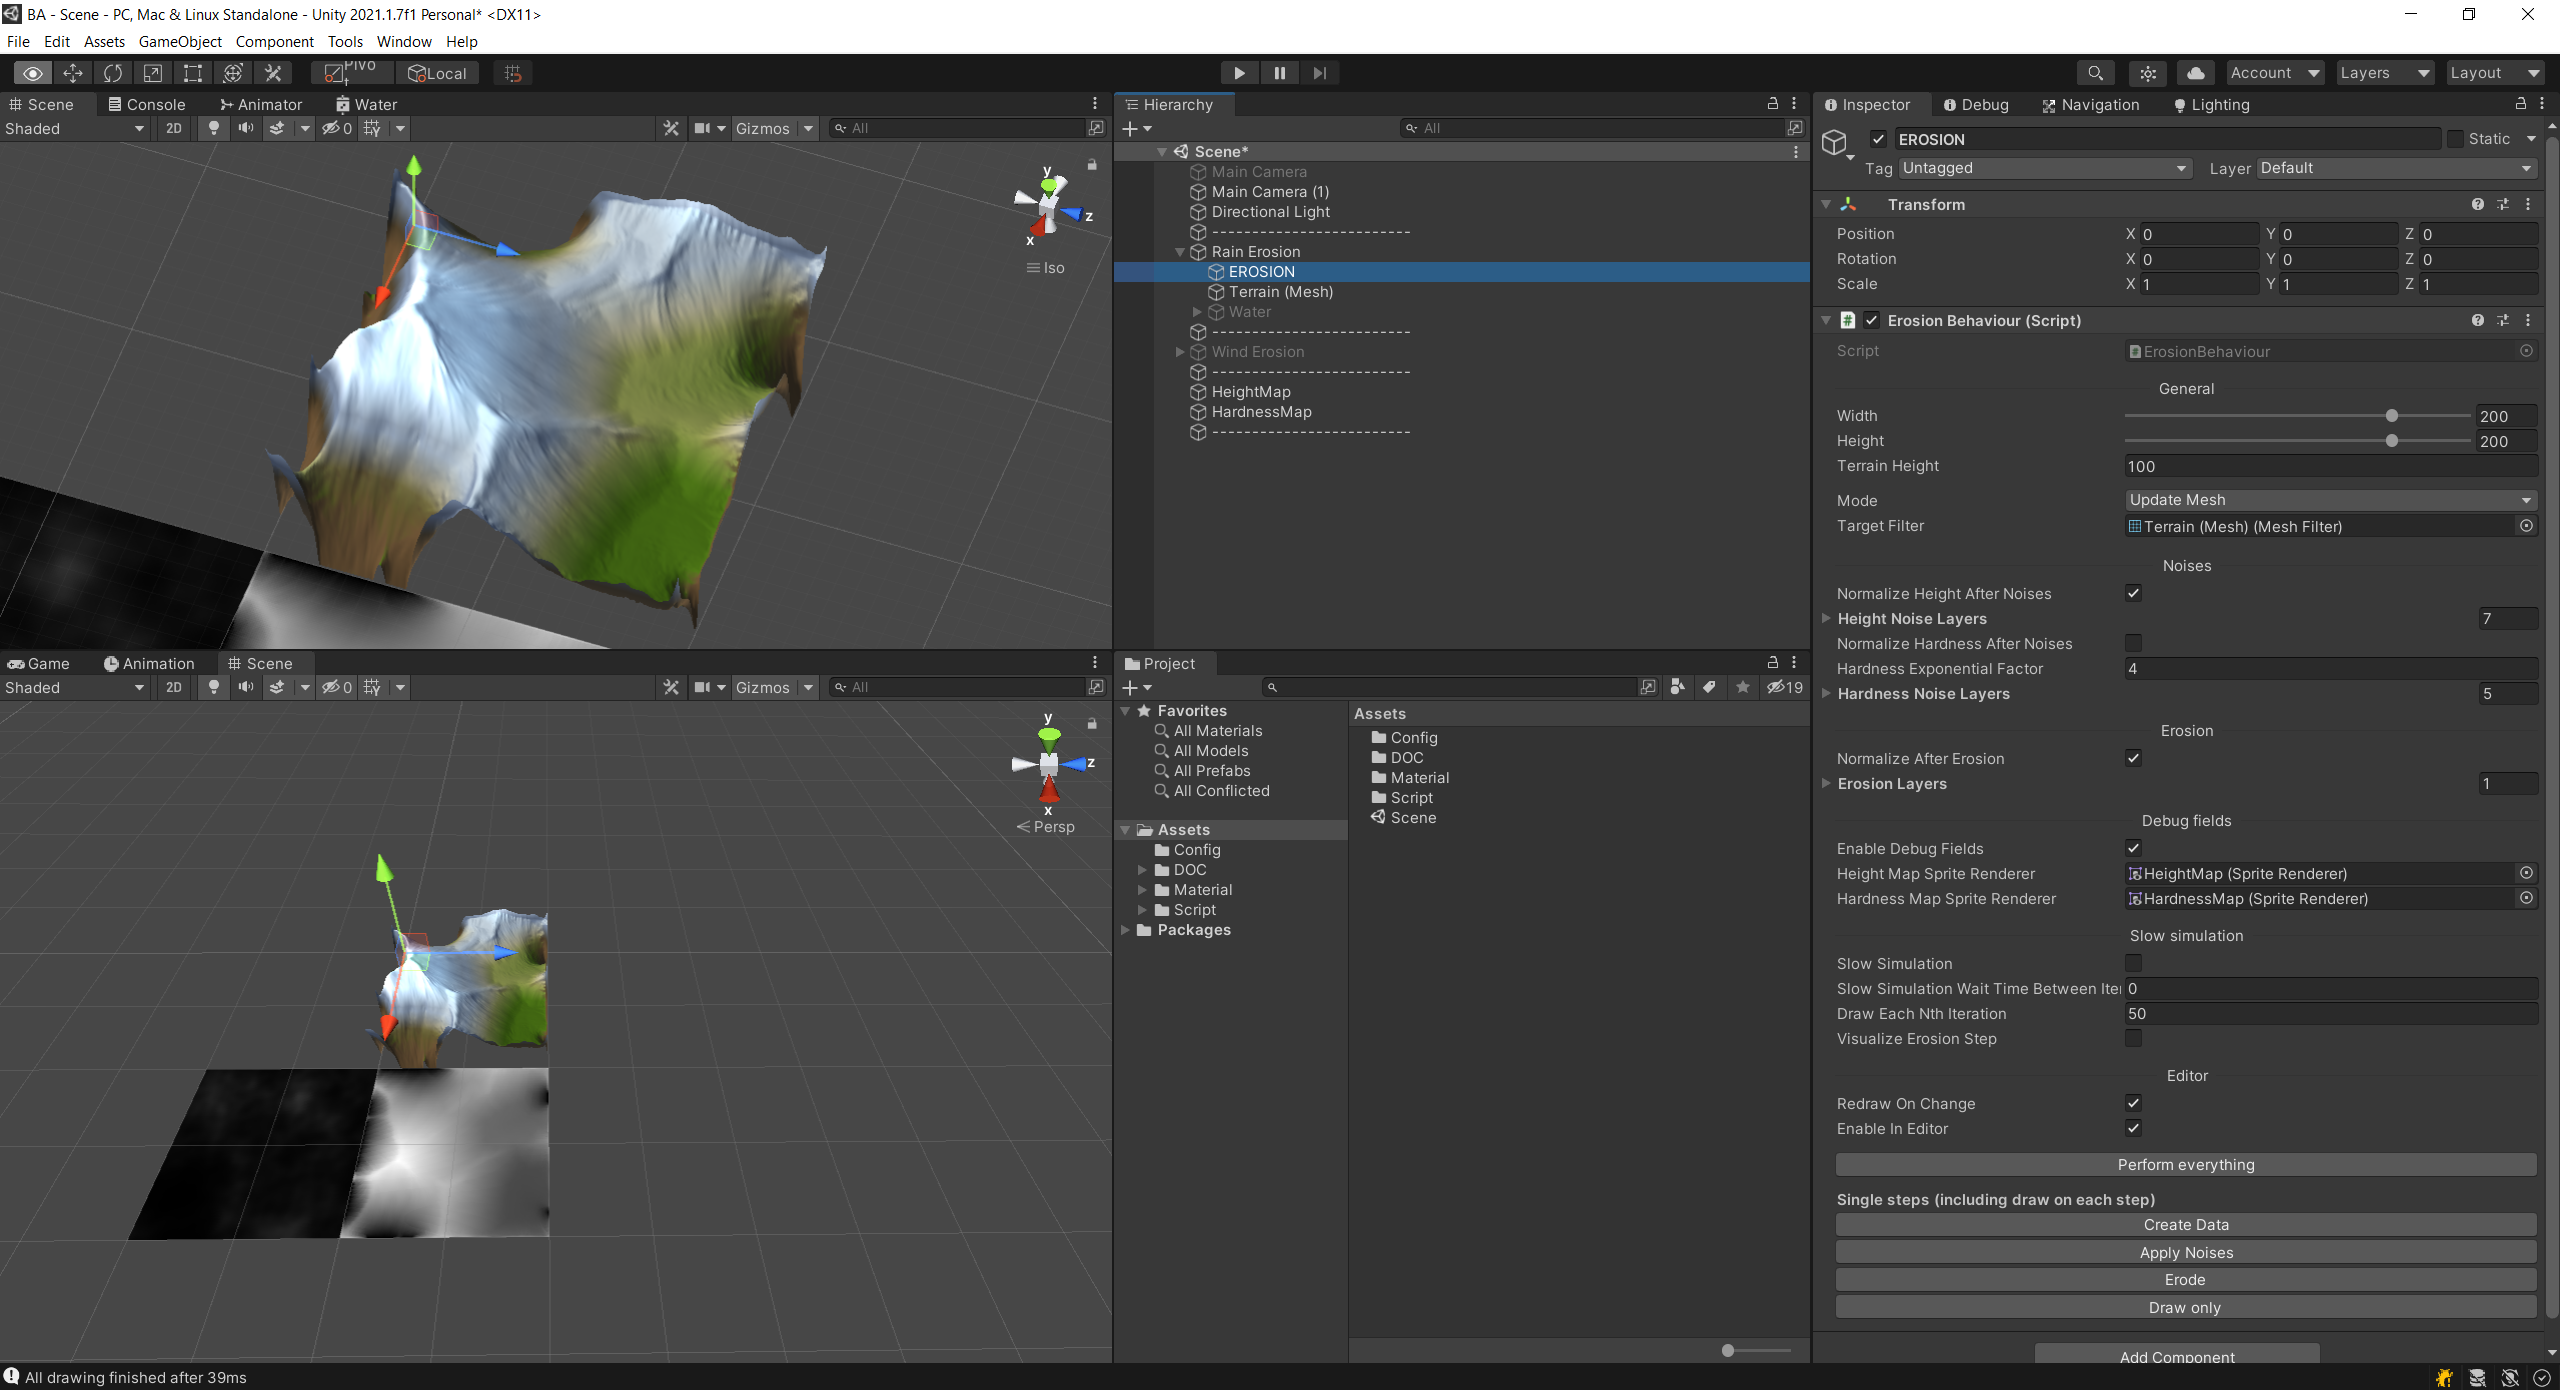 BA - Scene - PC, Mac & Linux Standalone - Unity 2021.1.7f1 Personal* <DX11>
File Edit Assets GameObject Component Tools Window Help
Pivot Local Account Layers Layout
Scene Console Animator Water
Shaded 2D 0 Gizmos All
y
z
x
Iso
Hierarchy
All
Scene*
Main Camera
Main Camera (1)
Directional Light
-------------------------
Rain Erosion
EROSION
Terrain (Mesh)
Water
-------------------------
Wind Erosion
-------------------------
HeightMap
HardnessMap
-------------------------
Game Animation Scene
Shaded 2D 0 Gizmos All
y
z
x
Persp
Project
19
Favorites
All Materials
All Models
All Prefabs
All Conflicted
Assets
Config
DOC
Material
Script
Packages
Assets
Config
DOC
Material
Script
Scene
Inspector Debug Navigation Lighting
EROSION Static
Tag Untagged Layer Default
Transform
Position X 0 Y 0 Z 0
Rotation X 0 Y 0 Z 0
Scale X 1 Y 1 Z 1
# Erosion Behaviour (Script)
Script ErosionBehaviour
General
Width 200
Height 200
Terrain Height 100
Mode Update Mesh
Target Filter Terrain (Mesh) (Mesh Filter)
Noises
Normalize Height After Noises
Height Noise Layers 7
Normalize Hardness After Noises
Hardness Exponential Factor 4
Hardness Noise Layers 5
Erosion
Normalize After Erosion
Erosion Layers 1
Debug fields
Enable Debug Fields
Height Map Sprite Renderer HeightMap (Sprite Renderer)
Hardness Map Sprite Renderer HardnessMap (Sprite Renderer)
Slow simulation
Slow Simulation
Slow Simulation Wait Time Between Iter 0
Draw Each Nth Iteration 50
Visualize Erosion Step
Editor
Redraw On Change
Enable In Editor
Perform everything
Single steps (including draw on each step)
Create Data
Apply Noises
Erode
Draw only
Add Component
All drawing finished after 39ms